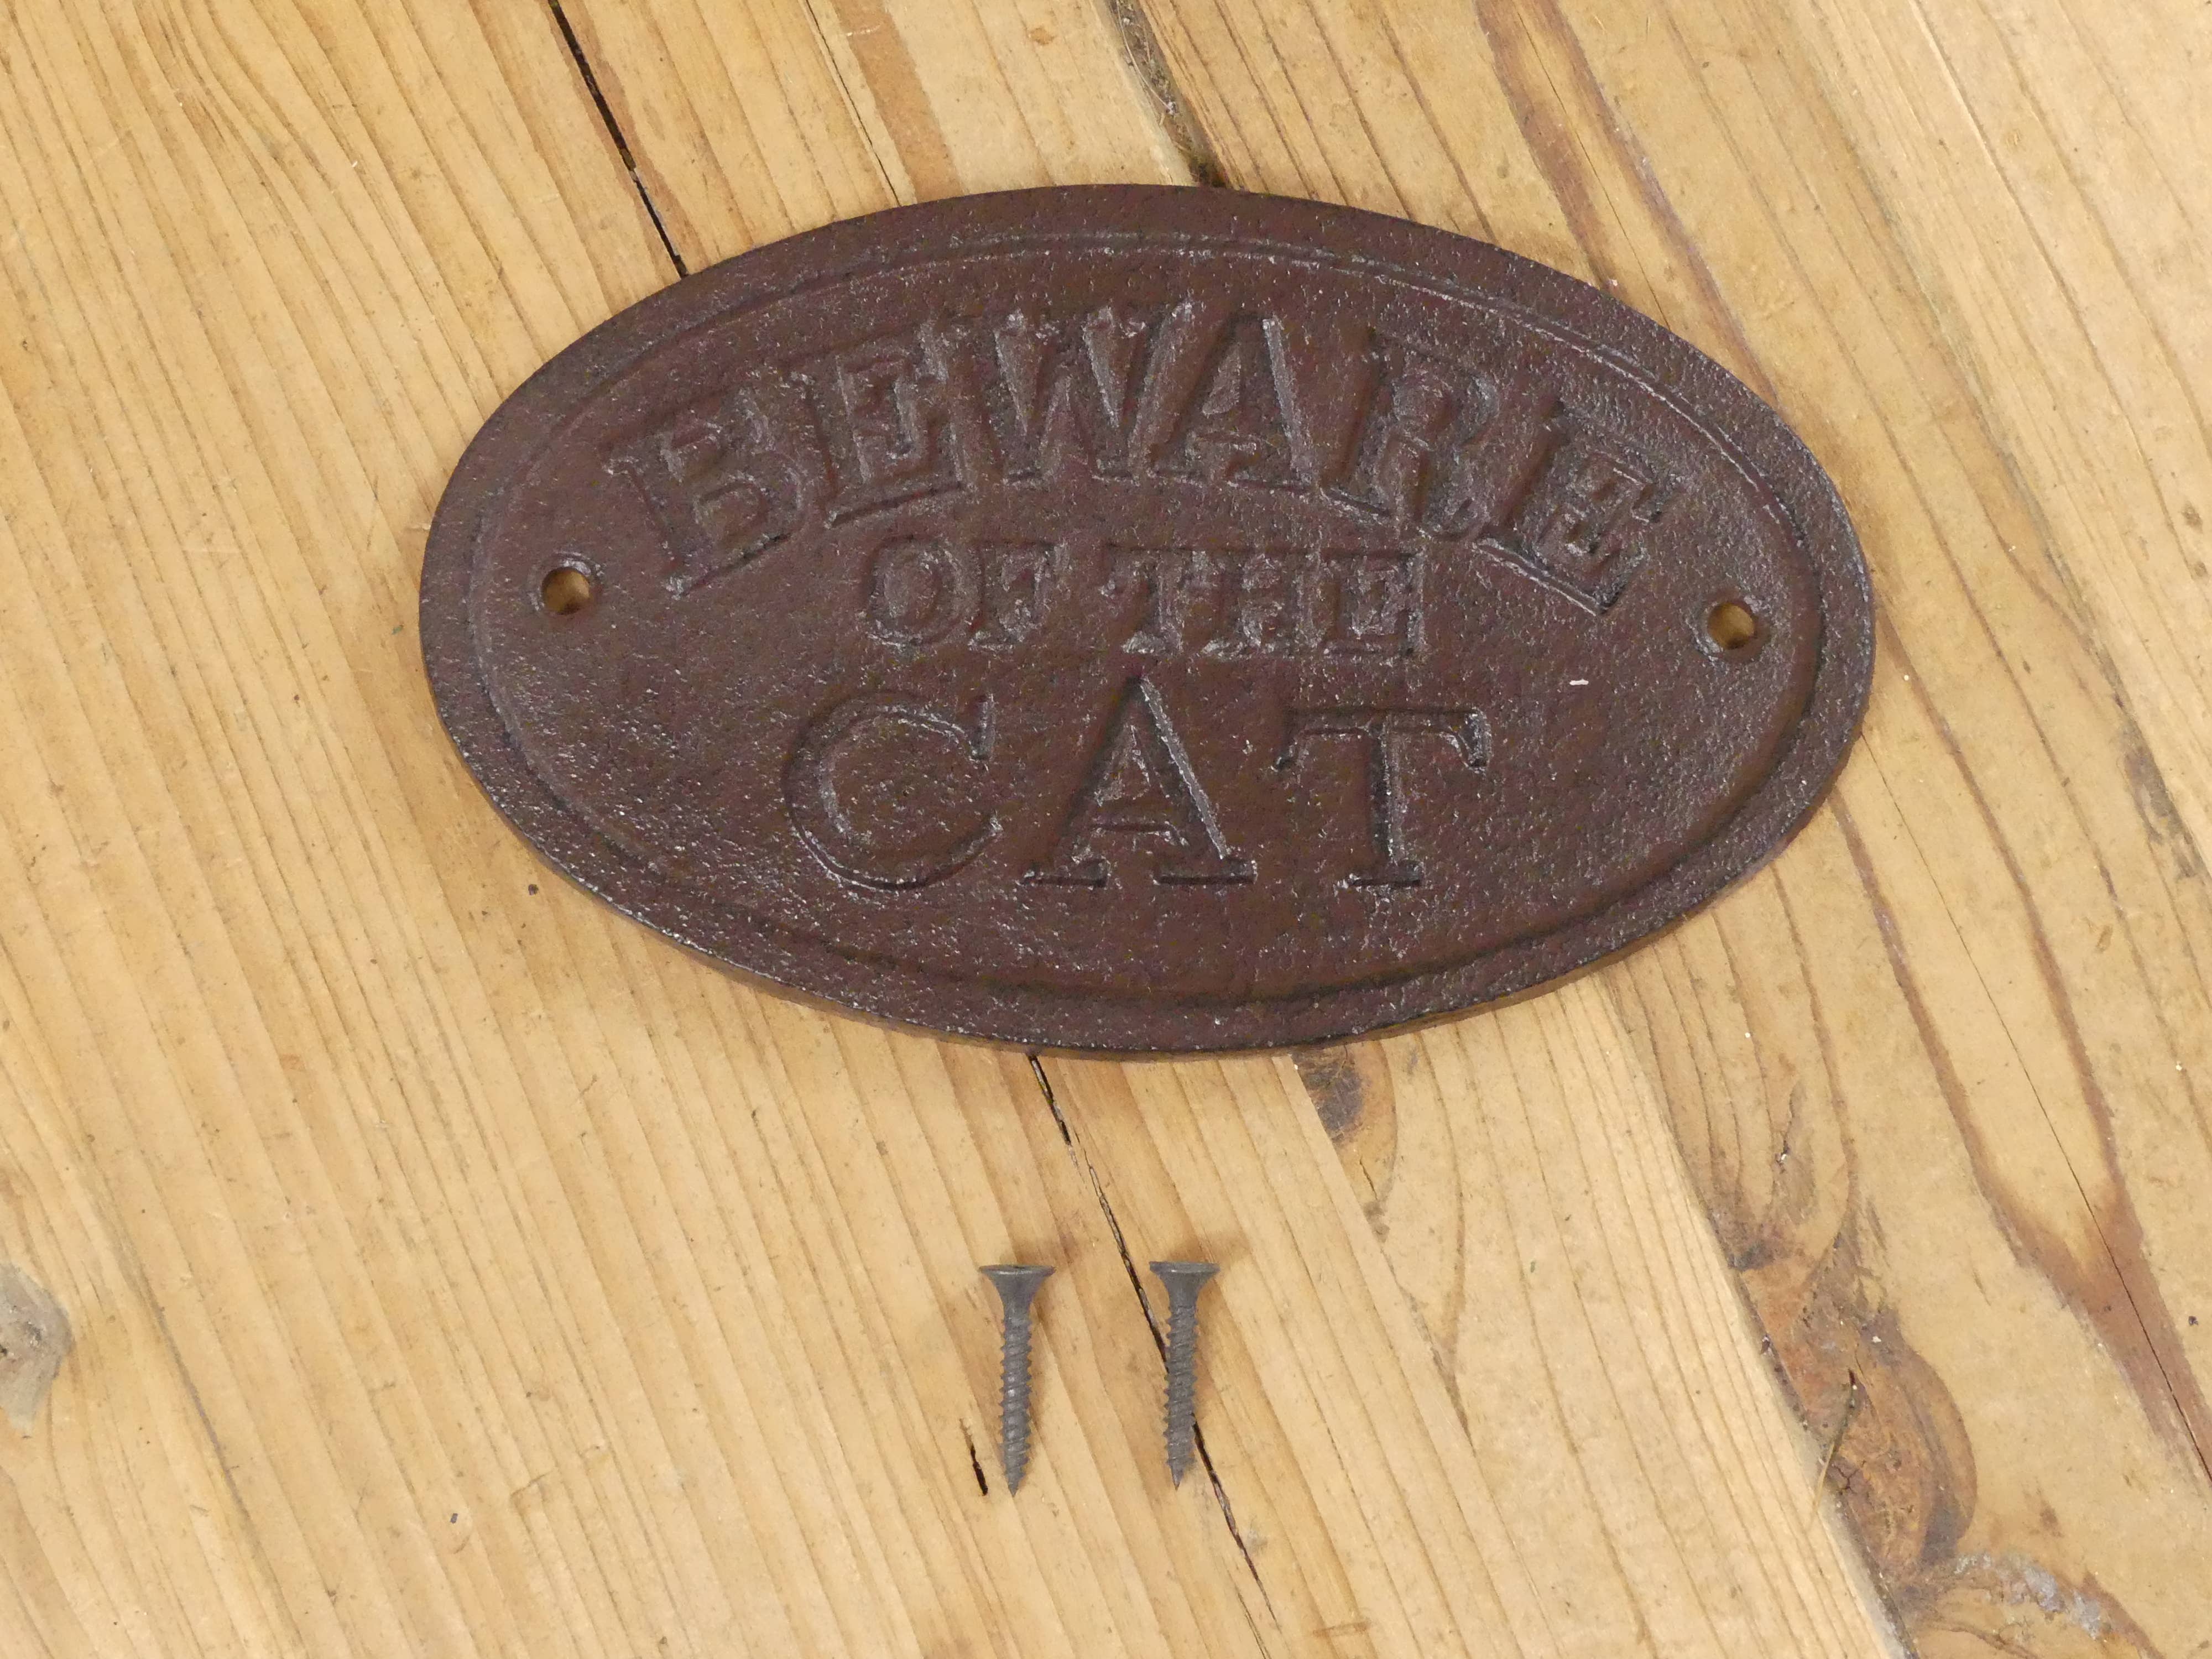 BEWARE
OF THE
CAT